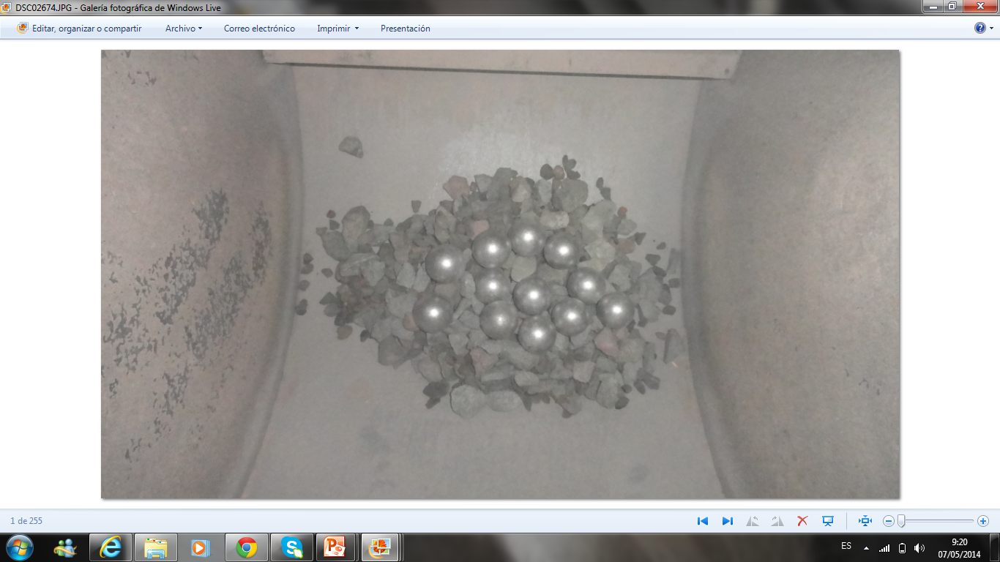 DSC02674.JPG - Galería fotográfica de Windows Live
Editar, organizar o compartir Archivo Correo electrónico Imprimir Presentación
1 de 255
ES 9:20
07/05/2014